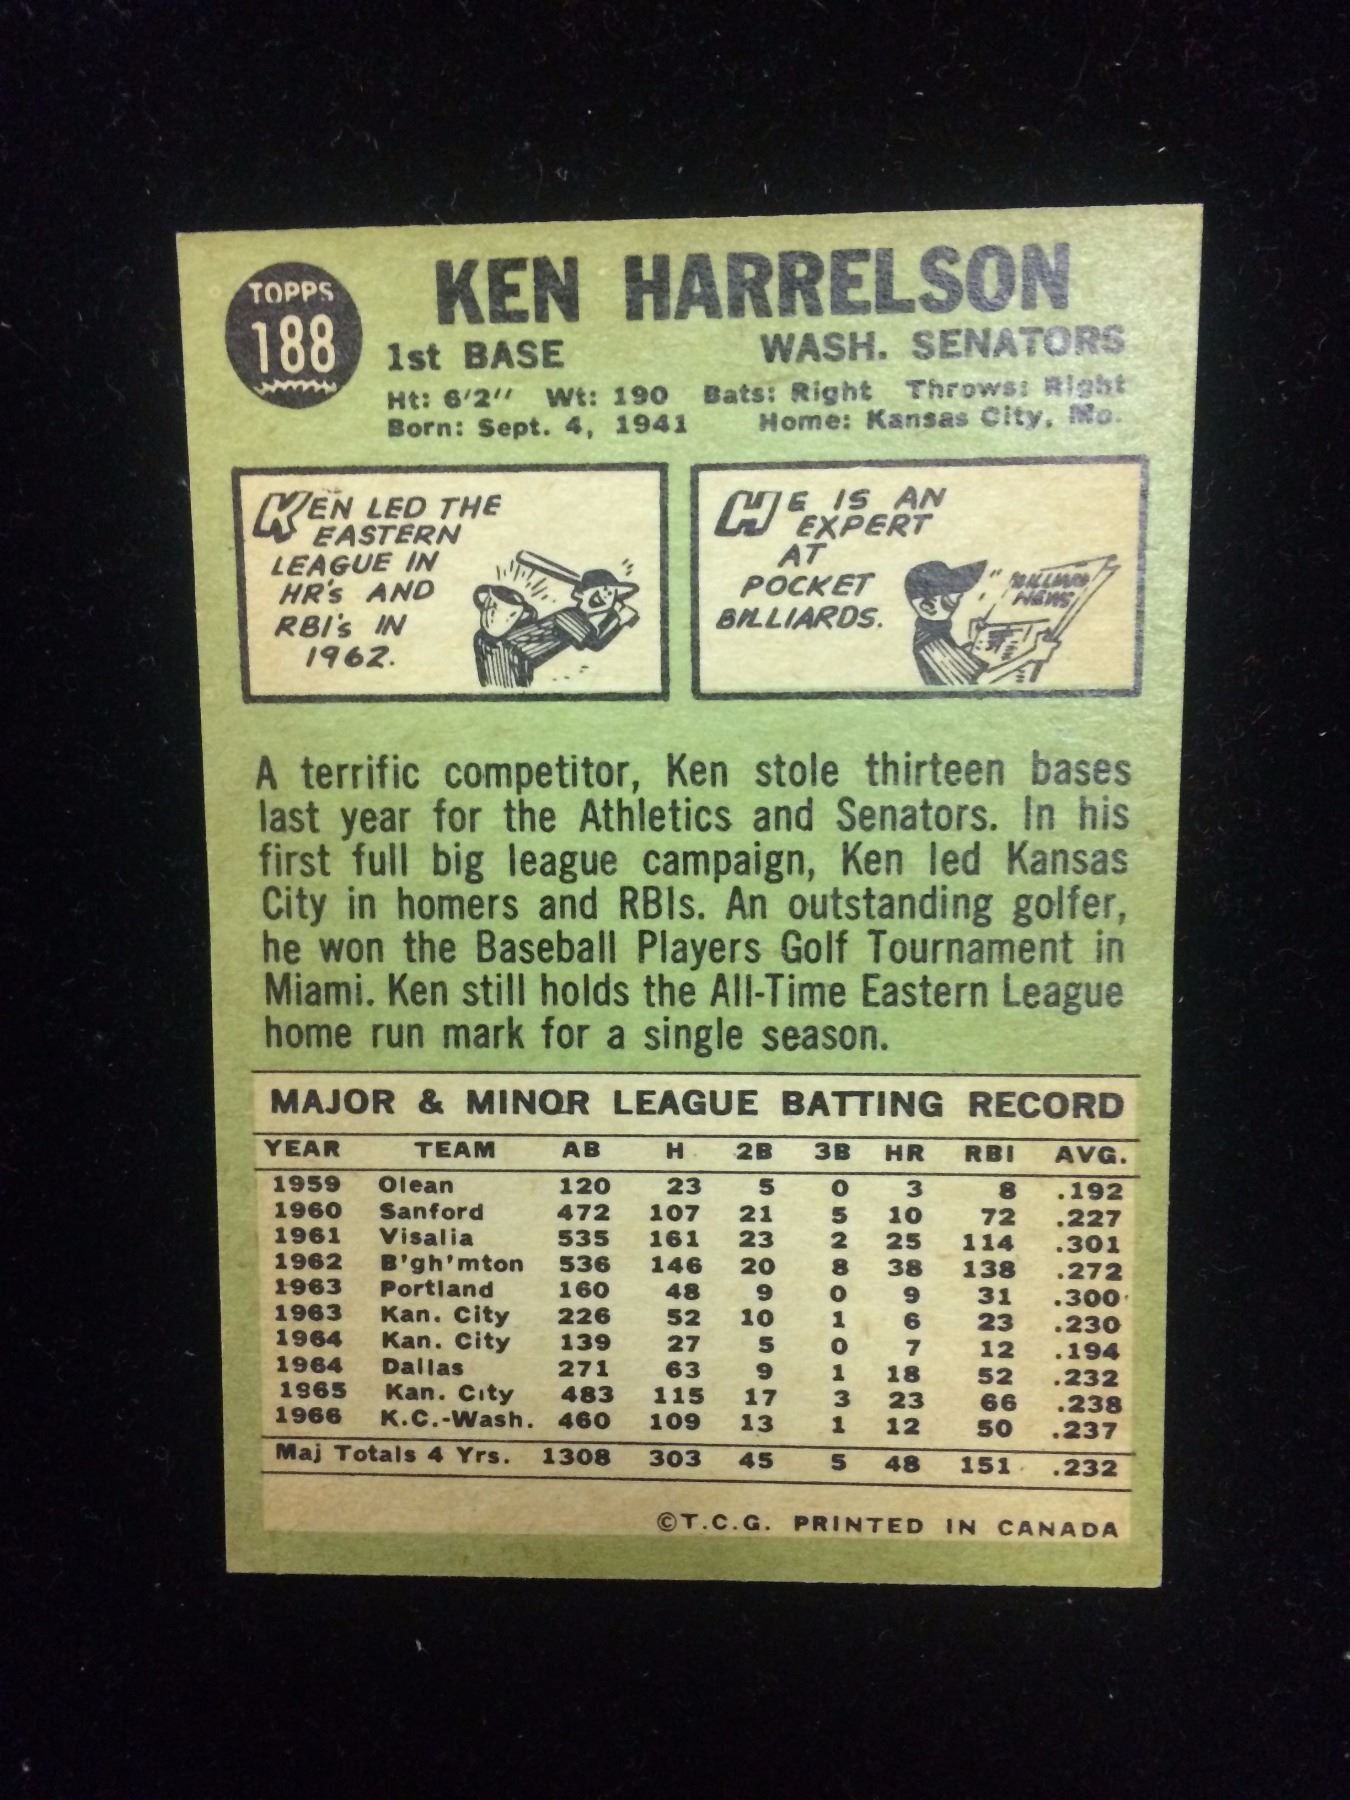 TOPPS
188
KEN HARRELSON
1st BASE WASH. SENATORS
Ht: 6'2" Wt: 190 Bats: Right Throws: Right
Born: Sept. 4, 1941 Home: Kansas City, Mo.
KEN LED THE
EASTERN
LEAGUE IN
HR's AND
RBI's IN
1962.
HE IS AN
EXPERT
AT
POCKET
BILLIARDS.
BILLIARD
NEWS
A terrific competitor, Ken stole thirteen bases
last year for the Athletics and Senators. In his
first full big league campaign, Ken led Kansas
City in homers and RBIs. An outstanding golfer,
he won the Baseball Players Golf Tournament in
Miami. Ken still holds the All-Time Eastern League
home run mark for a single season.
MAJOR & MINOR LEAGUE BATTING RECORD
YEAR TEAM AB H 2B 3B HR RBI AVG.
1959 Olean 120 23 5 0 3 8 .192
1960 Sanford 472 107 21 5 10 72 .227
1961 Visalia 535 161 23 2 25 114 .301
1962 B'gh'mton 536 146 20 8 38 138 .272
1963 Portland 160 48 9 0 9 31 .300
1963 Kan. City 226 52 10 1 6 23 .230
1964 Kan. City 139 27 5 0 7 12 .194
1964 Dallas 271 63 9 1 18 52 .232
1965 Kan. City 483 115 17 3 23 66 .238
1966 K.C.-Wash. 460 109 13 1 12 50 .237
Maj Totals 4 Yrs. 1308 303 45 5 48 151 .232
©T.C.G. PRINTED IN CANADA